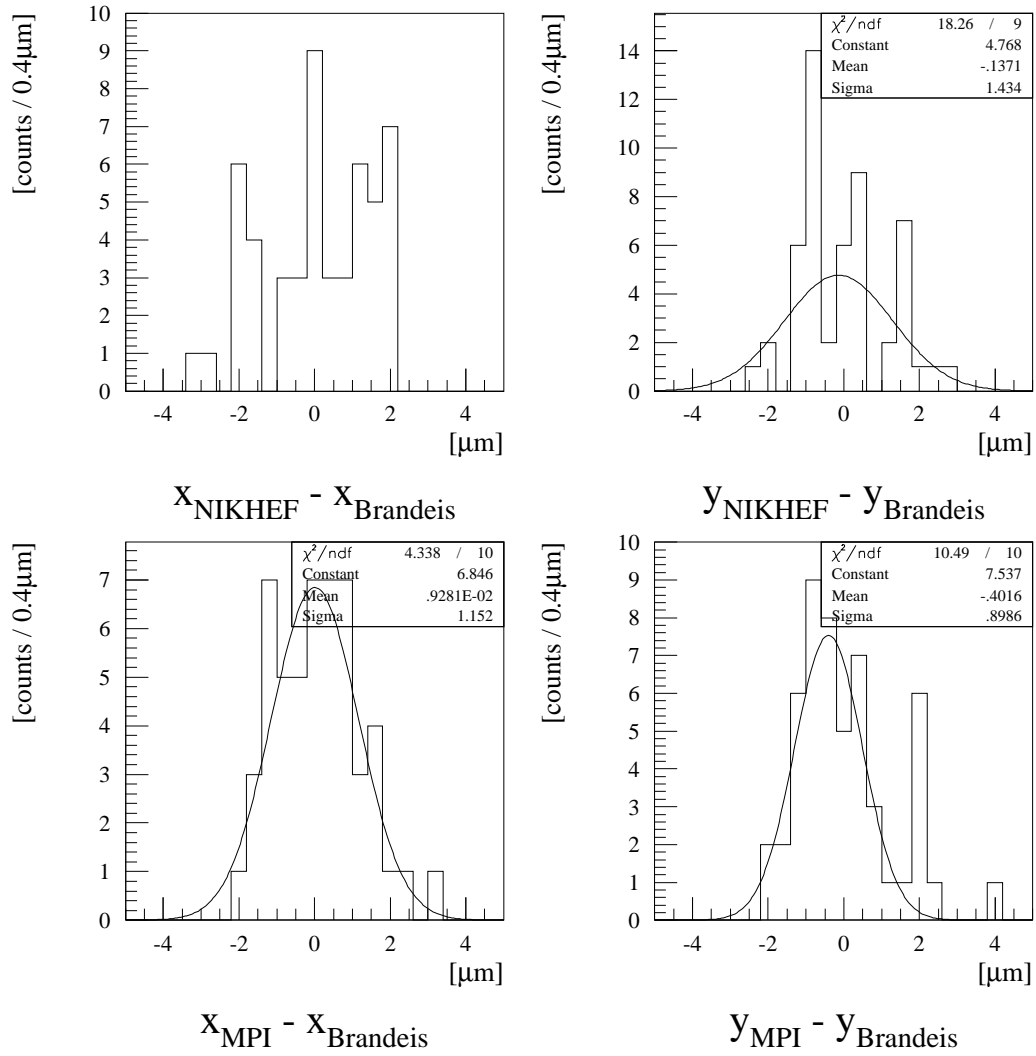 [counts / 0.4μm]
10
9
8
7
6
5
4
3
2
1
0
-4 -2 0 2 4
[μm]
x_NIKHEF - x_Brandeis
[counts / 0.4μm]
χ²/ndf 18.26 / 9
Constant 4.768
Mean -.1371
Sigma 1.434
14
12
10
8
6
4
2
0
-4 -2 0 2 4
[μm]
y_NIKHEF - y_Brandeis
[counts / 0.4μm]
χ²/ndf 4.338 / 10
Constant 6.846
Mean .9281E-02
Sigma 1.152
7
6
5
4
3
2
1
0
-4 -2 0 2 4
[μm]
x_MPI - x_Brandeis
[counts / 0.4μm]
χ²/ndf 10.49 / 10
Constant 7.537
Mean -.4016
Sigma .8986
10
9
8
7
6
5
4
3
2
1
0
-4 -2 0 2 4
[μm]
y_MPI - y_Brandeis